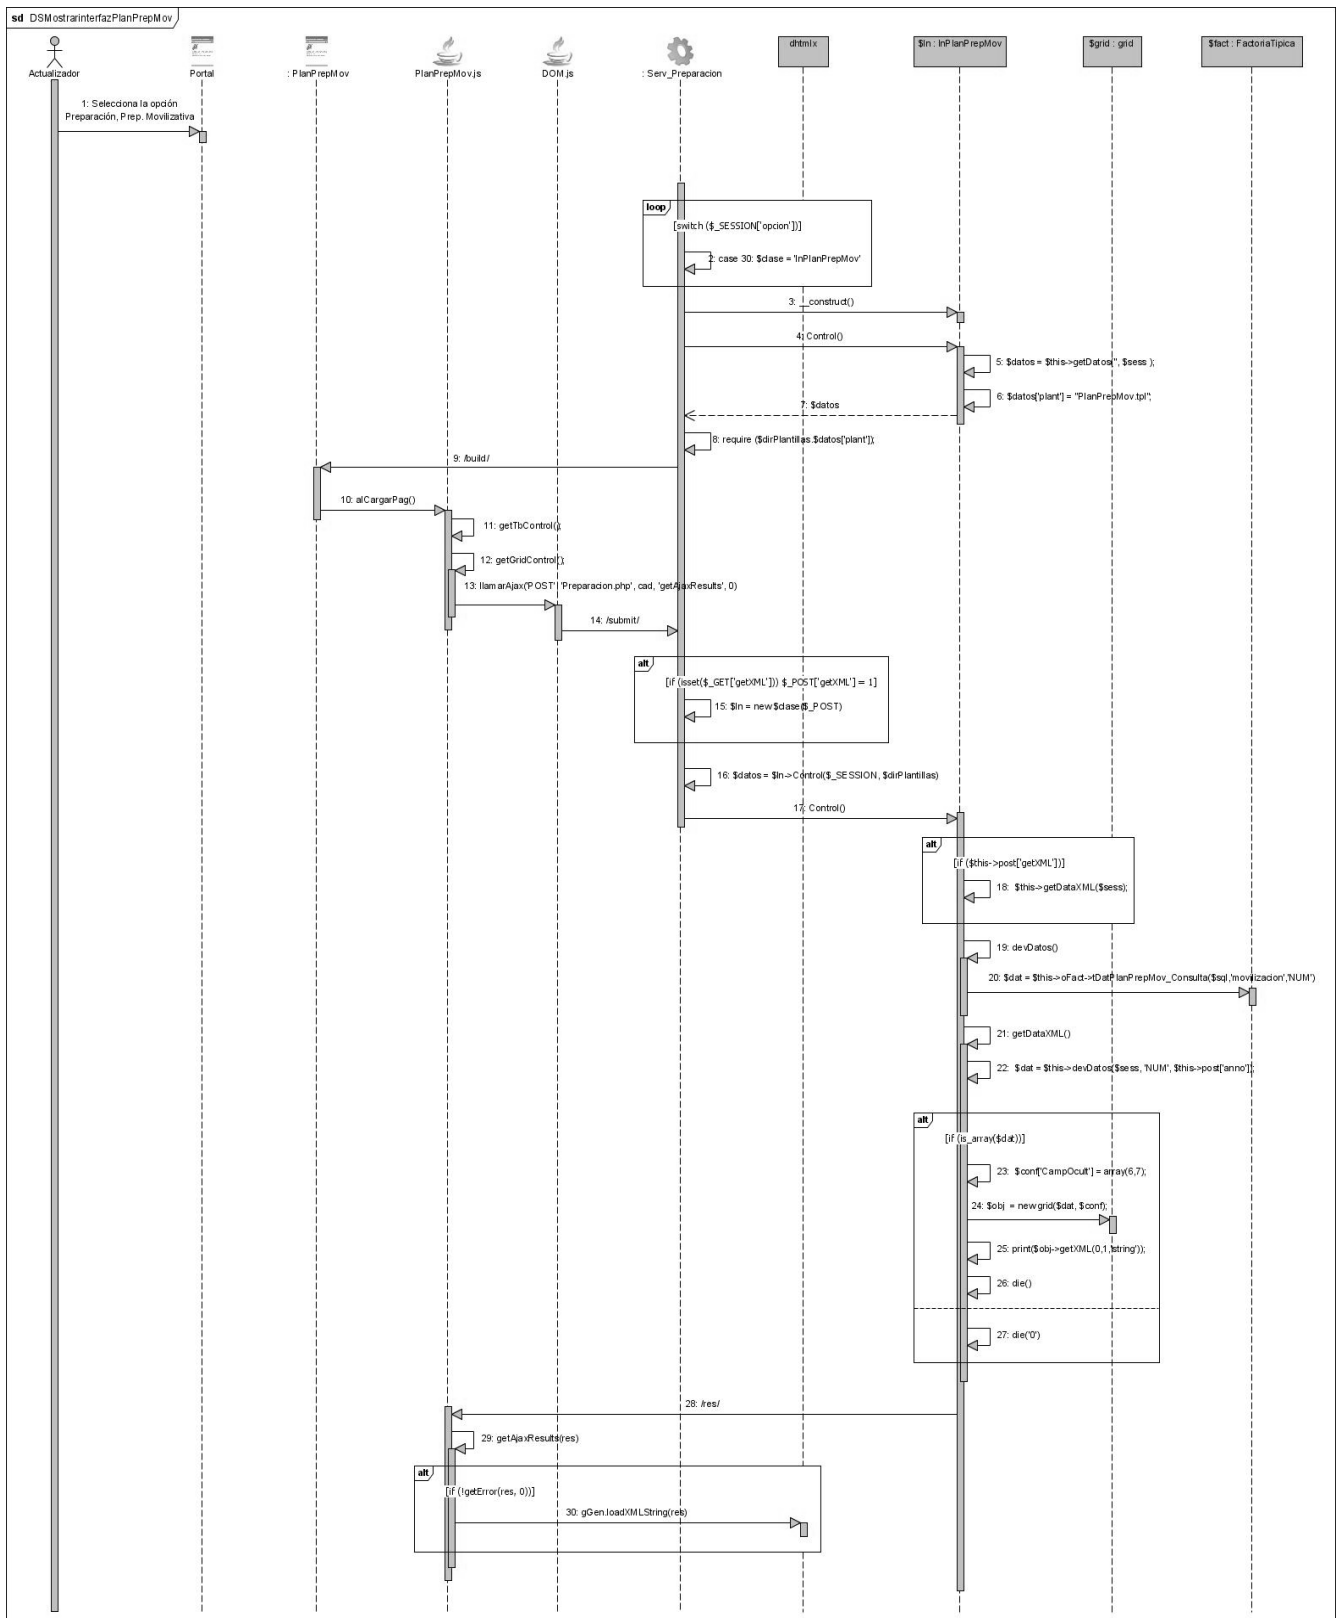 sd DSMostrarinterfazPlanPrepMov
Actualizador
Portal
: PlanPrepMov
PlanPrepMov.js
DOM.js
: Serv_Preparacion
dhtmlx
$In : InPlanPrepMov
$grid : grid
$fact : FactoriaTipica
1: Selecciona la opción
Preparación, Prep. Movilizativa
loop
[switch ($_SESSION['opcion'])]
2: case 30: $clase = 'InPlanPrepMov'
3: __construct()
4: Control()
5: $datos = $this->getDatos('', $sess );
6: $datos['plant'] = "PlanPrepMov.tpl";
7: $datos
8: require ($dirPlantillas.$datos['plant']);
9: /build/
10: alCargarPag()
11: getTbControl();
12: getGridControl();
13: llamarAjax('POST' 'Preparacion.php', cad, 'getAjaxResults', 0)
14: /submit/
alt
[if (isset($_GET['getXML'])) $_POST['getXML'] = 1]
15: $In = new $clase($_POST)
16: $datos = $In->Control($_SESSION, $dirPlantillas)
17: Control()
alt
[if ($this->post['getXML'])]
18: $this->getDataXML($sess);
19: devDatos()
20: $dat = $this->oFact->tDatPlanPrepMov_Consulta($sql,'movilizacion','NUM')
21: getDataXML()
22: $dat = $this->devDatos($sess, 'NUM', $this->post['anno']);
alt
[if (is_array($dat))]
23: $conf['CampOcult'] = array(6,7);
24: $obj = new grid($dat, $conf);
25: print($obj->getXML(0,1,'string'));
26: die()
27: die('0')
28: /res/
29: getAjaxResults(res)
alt
[if (!getError(res, 0))]
30: gGen.loadXMLString(res)